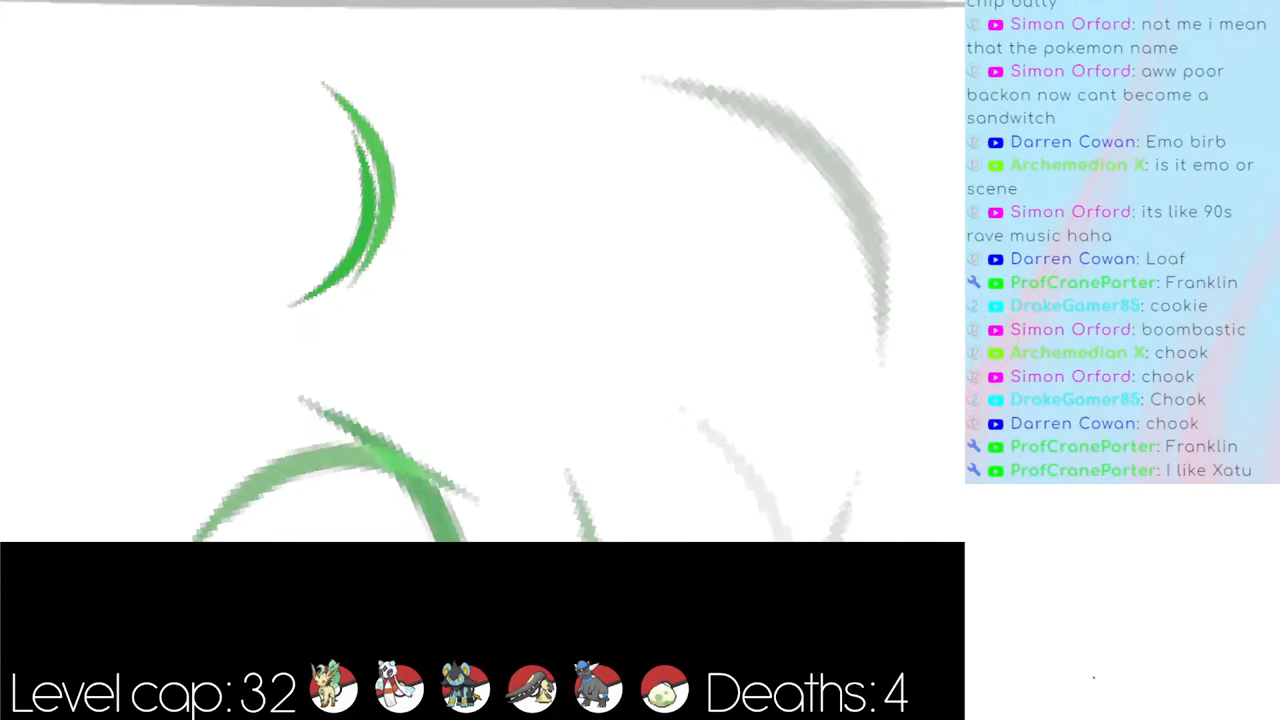 chip butty
Simon Orford: not me i mean
that the pokemon name
Simon Orford: aww poor
backon now cant become a
sandwitch
Darren Cowan: Emo birb
Archemedian X: is it emo or
scene
Simon Orford: its like 90s
rave music haha
Darren Cowan: Loaf
ProfCranePorter: Franklin
DrakeGamer85: cookie
Simon Orford: boombastic
Archemedian X: chook
Simon Orford: chook
DrakeGamer85: Chook
Darren Cowan: chook
ProfCranePorter: Franklin
ProfCranePorter: I like Xatu
Level cap: 32 Deaths: 4